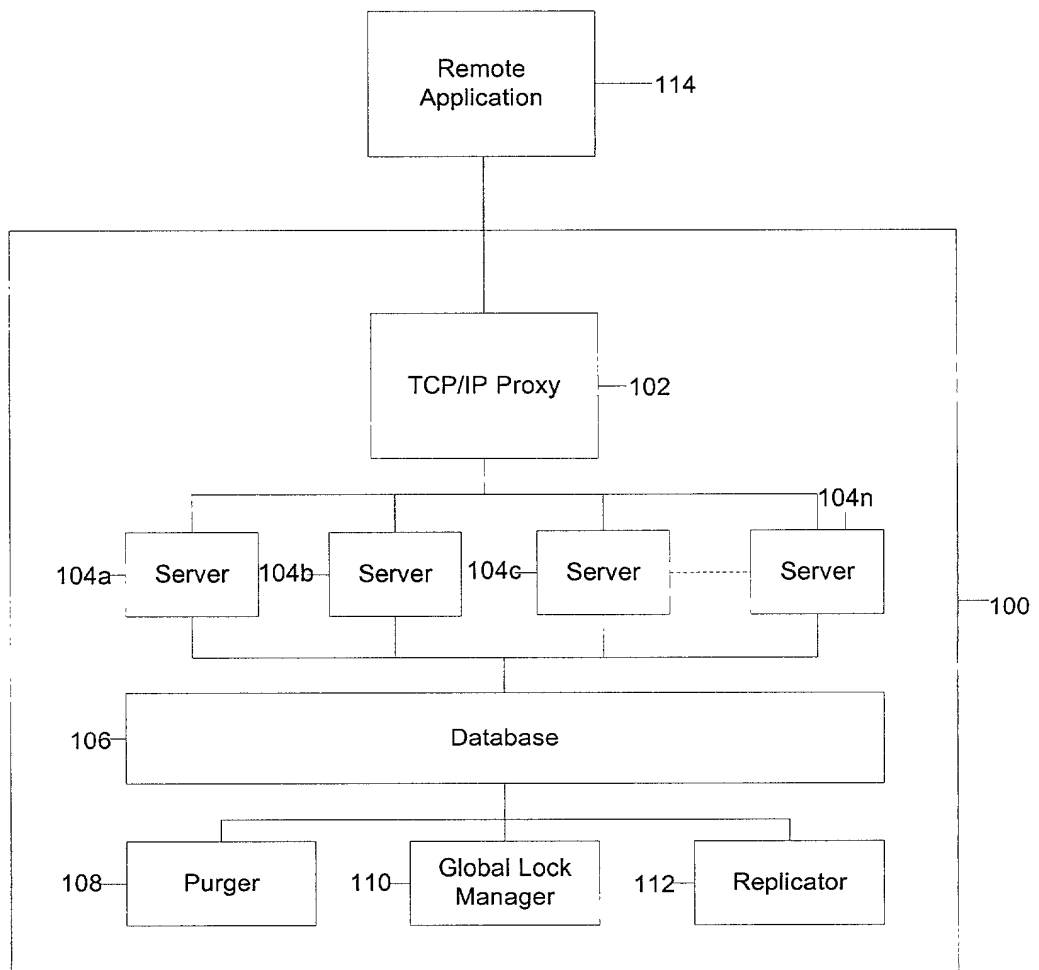 Remote
Application
114
TCP/IP Proxy
102
104n
104a
Server
104b
Server
104c
Server
Server
100
106
Database
108
Purger
110
Global Lock
Manager
112
Replicator